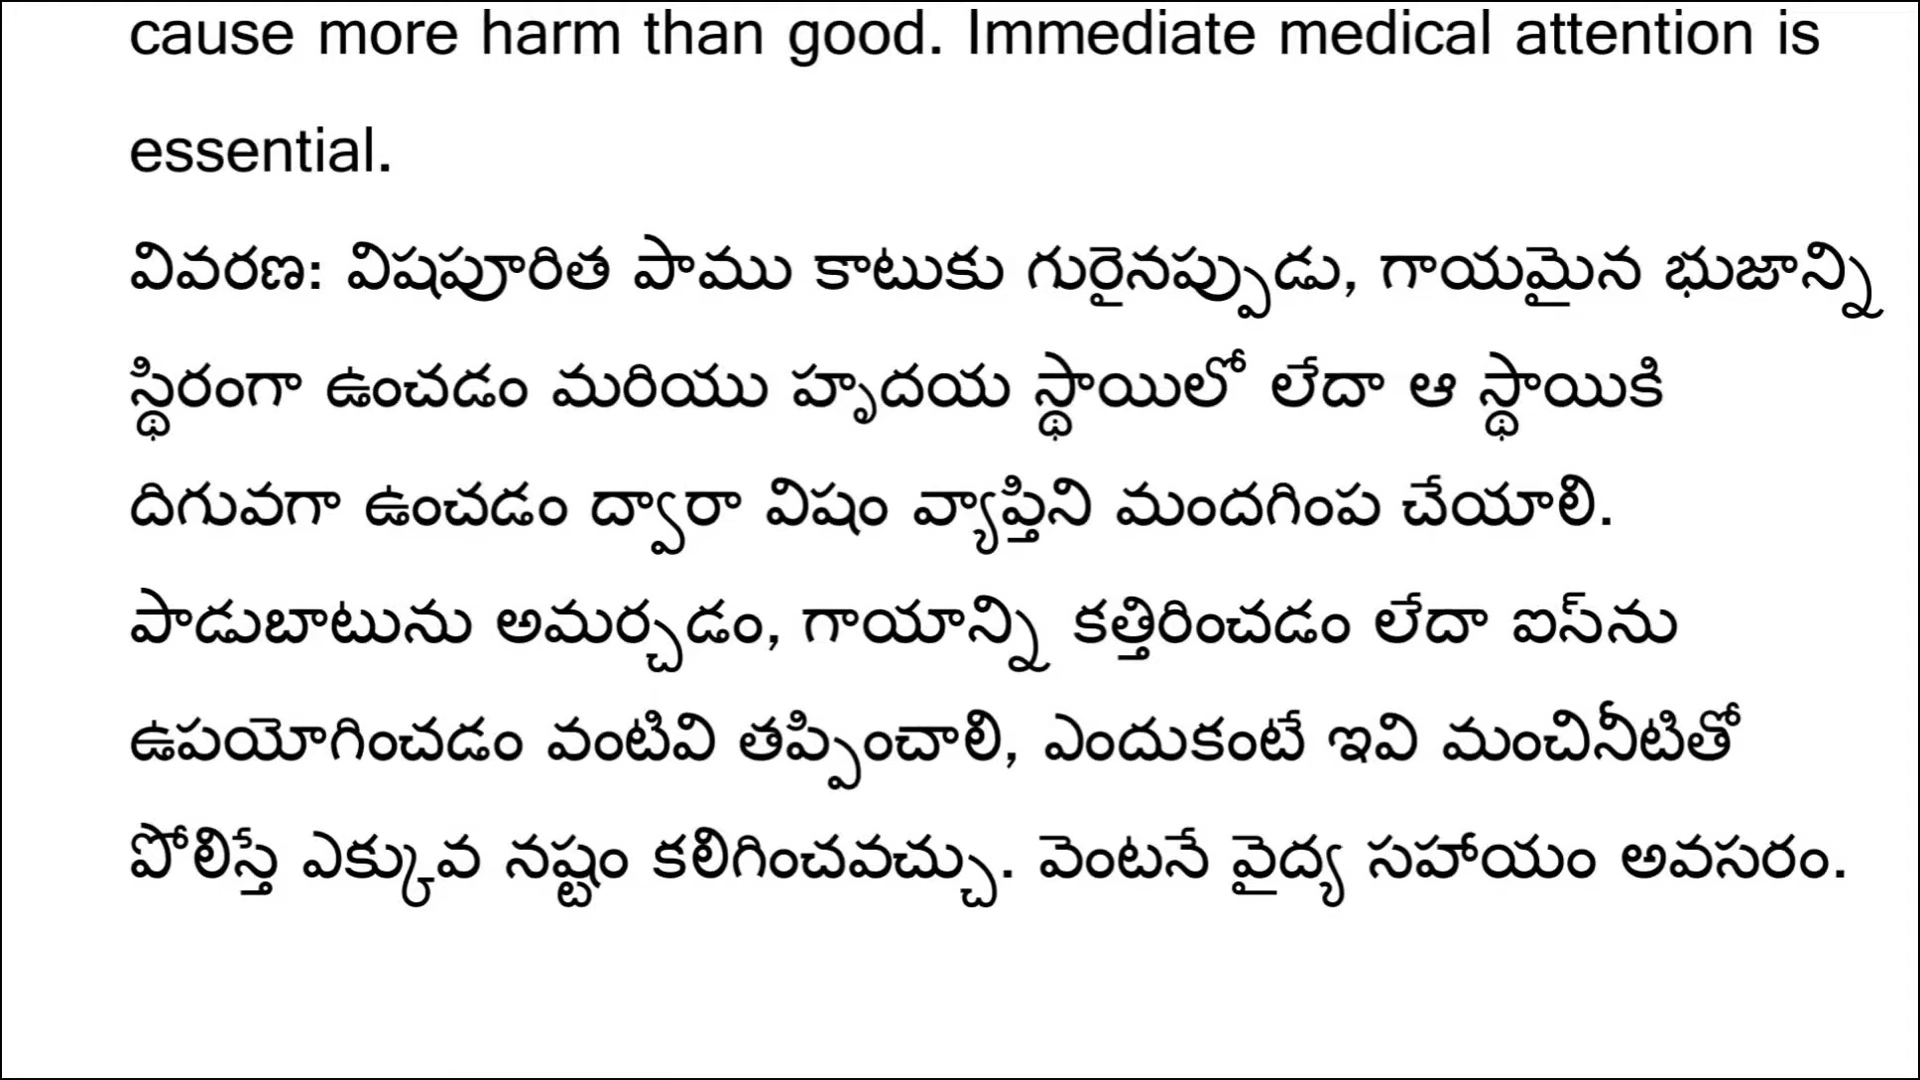 cause more harm than good. Immediate medical attention is
essential.
వివరణ: విషపూరిత పాము కాటుకు గురైనప్పుడు, గాయమైన భుజాన్ని
స్థిరంగా ఉంచడం మరియు హృదయ స్థాయిలో లేదా ఆ స్థాయికి
దిగువగా ఉంచడం ద్వారా విషం వ్యాప్తిని మందగింప చేయాలి.
పాడుబాటును అమర్చడం, గాయాన్ని కత్తిరించడం లేదా ఐస్‌ను
ఉపయోగించడం వంటివి తప్పించాలి, ఎందుకంటే ఇవి మంచినీటితో
పోలిస్తే ఎక్కువ నష్టం కలిగించవచ్చు. వెంటనే వైద్య సహాయం అవసరం.